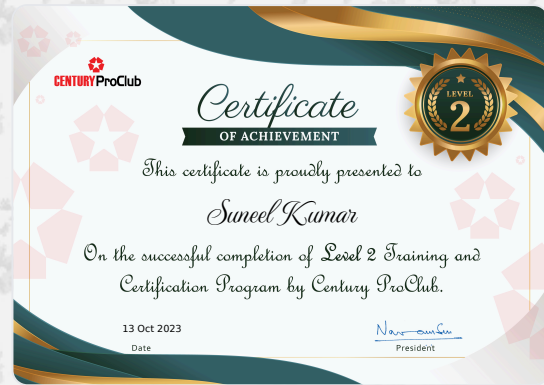 CENTURY ProClub
LEVEL
2
Certificate
OF ACHIEVEMENT
This certificate is proudly presented to
Suneel Kumar
On the successful completion of Level 2 Training and
Certification Program by Century ProClub.
13 Oct 2023
Date
President